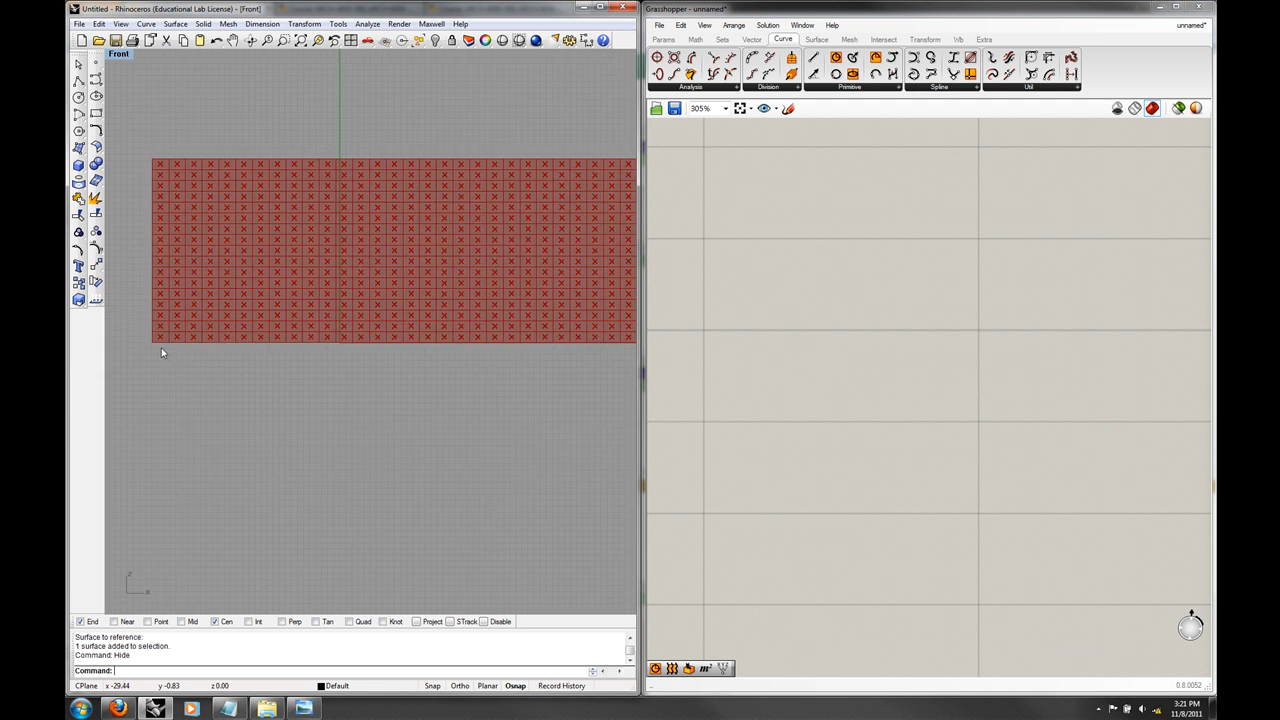 Untitled - Rhinoceros (Educational Lab License) - [Front]
File Edit View Curve Surface Solid Mesh Dimension Transform Tools Analyze Render Maxwell Help
Front
z
x
End Near Point Mid Cen Int Perp Tan Quad Knot Project STrack Disable
Surface to reference:
1 surface added to selection.
Command: Hide
Command:
CPlane x -29.44 y -0.83 z 0.00 Default Snap Ortho Planar Osnap Record History
Grasshopper - unnamed*
File Edit View Arrange Solution Window Help unnamed*
Params Math Sets Vector Curve Surface Mesh Intersect Transform Wb Extra
Analysis Division Primitive Spline Util
305%
m²
0.8.0052
3:21 PM
11/8/2011